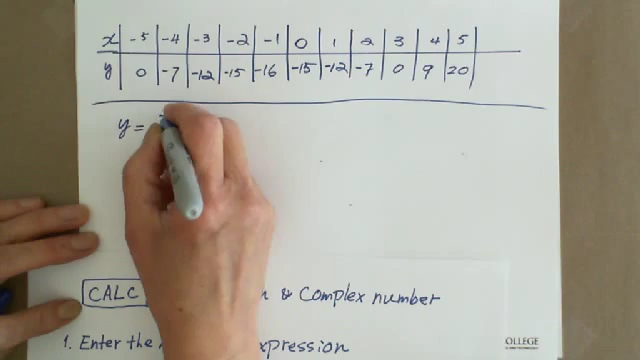 x -5 -4 -3 -2 -1 0 1 2 3 4 5
y 0 -7 -12 -15 -16 -15 -12 -7 0 9 20
y =
CALC & Complex number
1. Enter the expression
OLLEGE